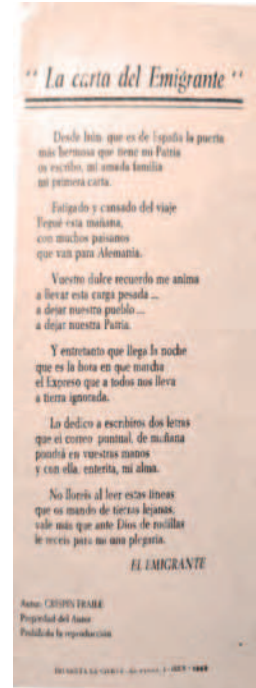 " La carta del Emigrante "
Desde Irún que es de España la puerta
más hermosa que tiene mi Patria
os escribo, mi amada familia
mi primera carta.
Fatigado y cansado del viaje
llegué esta mañana,
con muchos paisanos
que van para Alemania.
Vuestro dulce recuerdo me anima
a llevar esta carga pesada ...
a dejar nuestro pueblo ...
a dejar nuestra Patria.
Y entretanto que llega la noche
que es la hora en que marcha
el Expreso que a todos nos lleva
a tierra ignorada.
Lo dedico a escribiros dos letras
que el correo puntual, de mañana
pondrá en vuestras manos
y con ella, enterita, mi alma.
No lloréis al leer estas líneas
que os mando de tierras lejanas,
vale más que ante Dios de rodillas
le receis para mí una plegaria.
EL EMIGRANTE
Autor: CRISPIN
Propiedad del Autor
Prohibida la reproducción